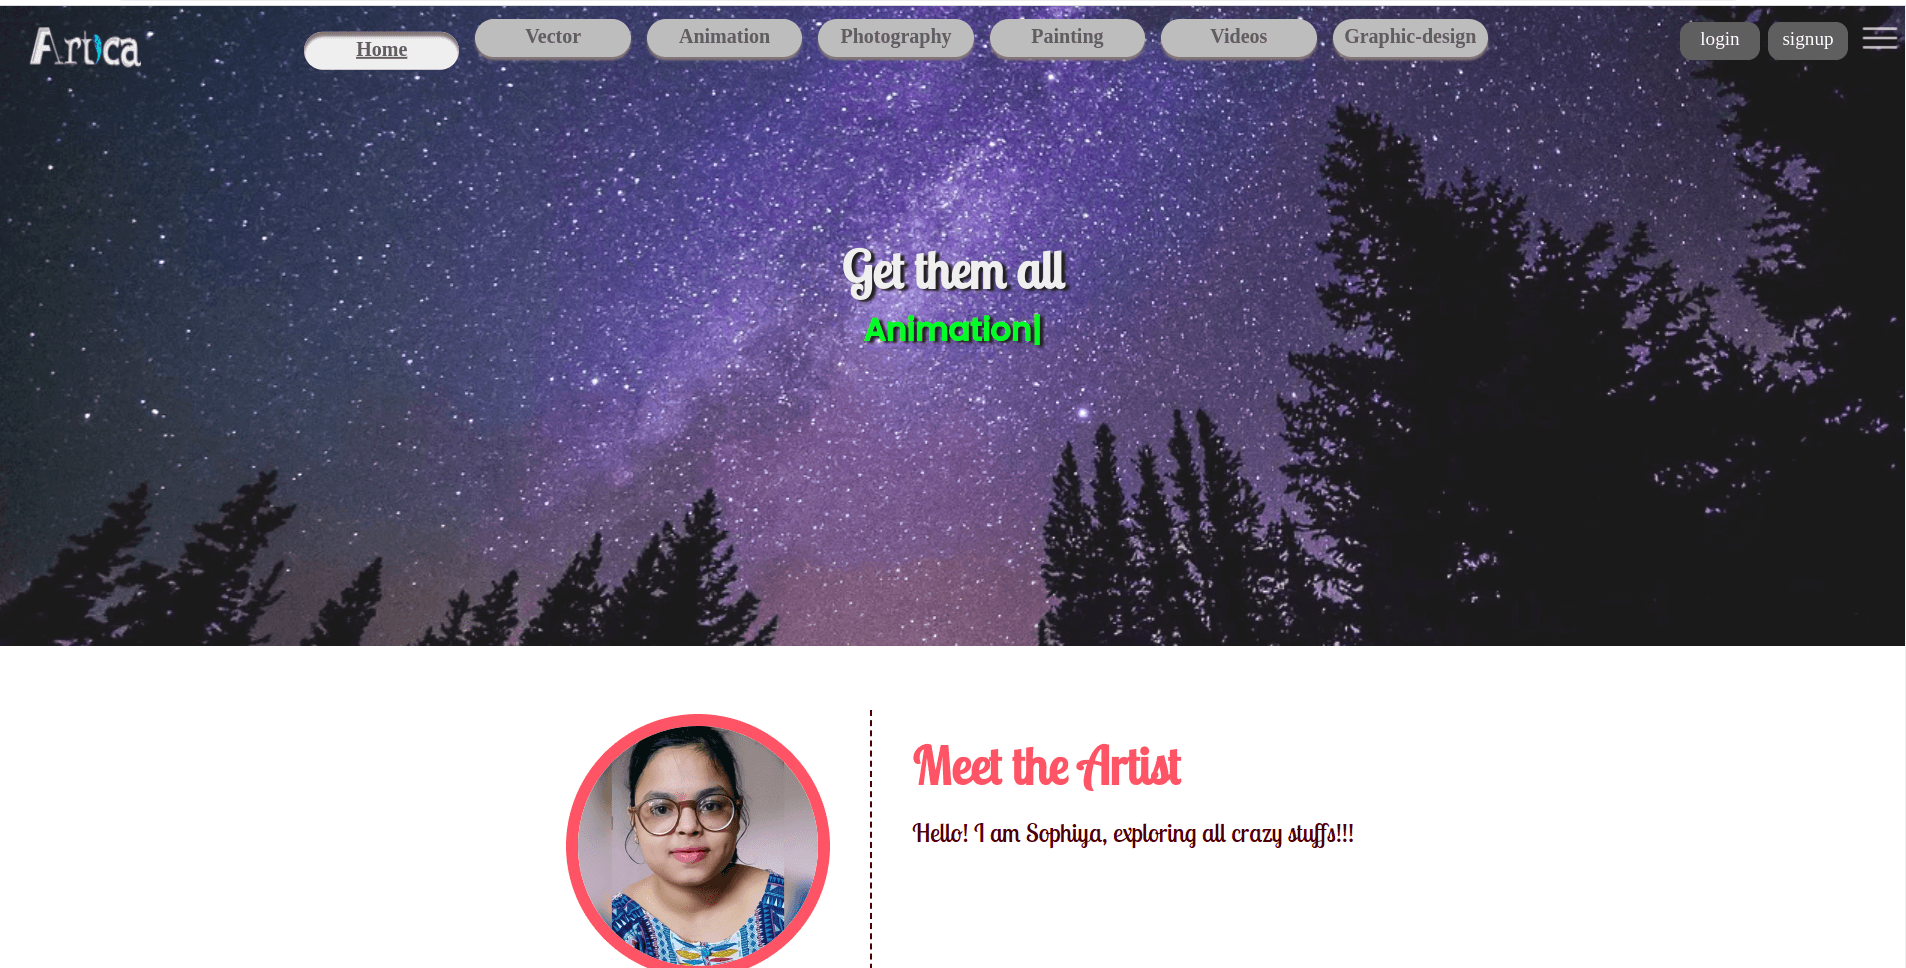 Artica
Home Vector Animation Photography Painting Videos Graphic-design login signup
Get them all
Animation|
Meet the Artist
Hello! I am Sophiya, exploring all crazy stuffs!!!